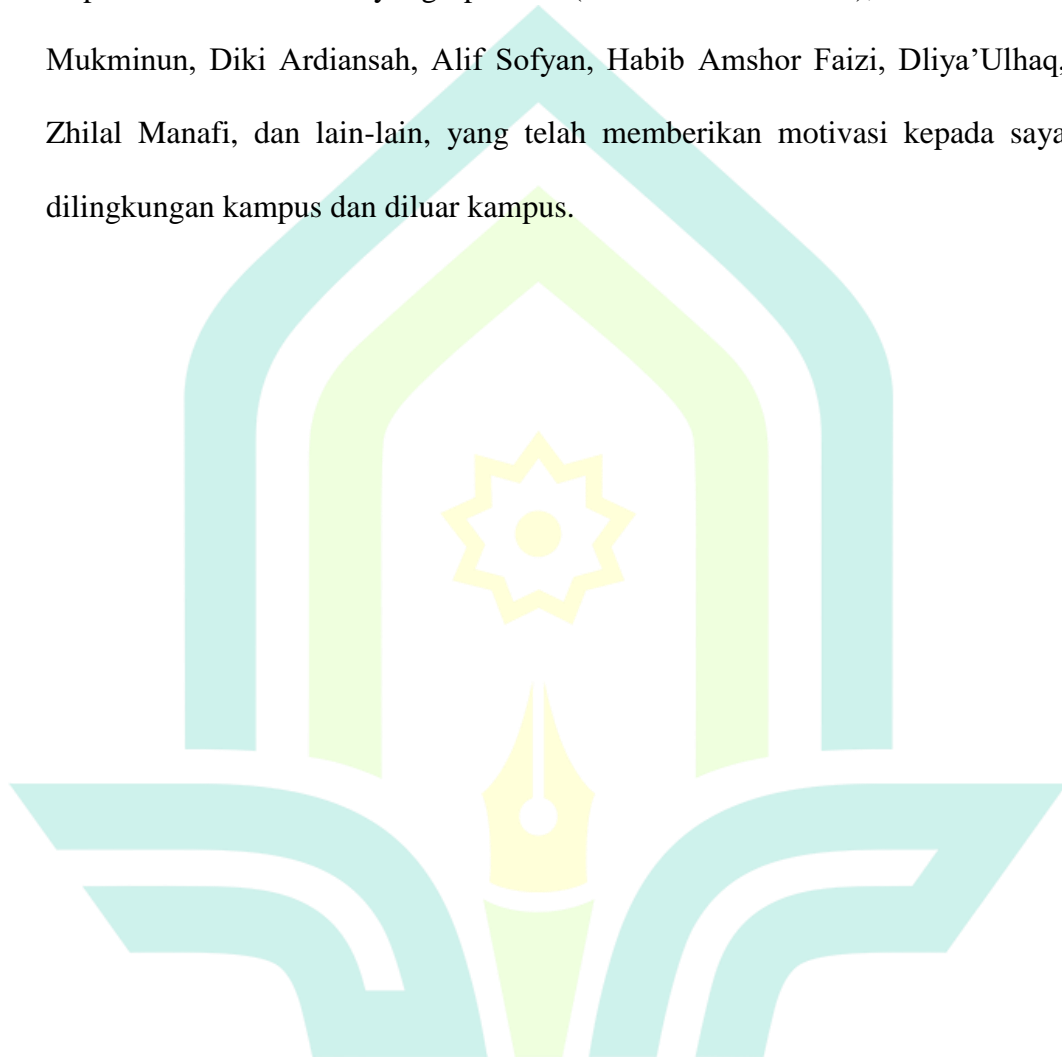 Mukminun, Diki Ardiansah, Alif Sofyan, Habib Amshor Faizi, Dliya’Ulhaq,
Zhilal Manafi, dan lain-lain, yang telah memberikan motivasi kepada saya
dilingkungan kampus dan diluar kampus.